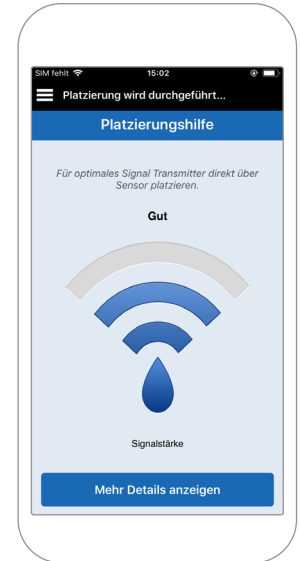 SIM fehlt 15:02
Platzierung wird durchgeführt...
Platzierungshilfe
Für optimales Signal Transmitter direkt über
Sensor platzieren.
Gut
Signalstärke
Mehr Details anzeigen